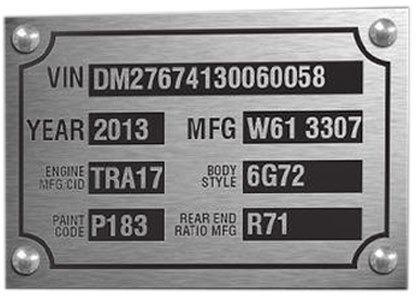 VIN DM27674130060058
YEAR 2013 MFG W61 3307
ENGINE MFG CID TRA17 BODY STYLE 6G72
PAINT CODE P183 REAR END RATIO MFG R71